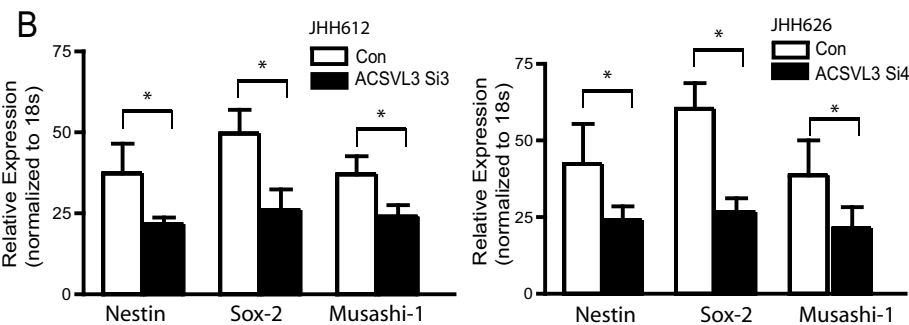 B
JHH612
Con
ACSVL3 Si3
Relative Expression
(normalized to 18s)
75
50
25
0
*
*
*
Nestin
Sox-2
Musashi-1
JHH626
Con
ACSVL3 Si4
Relative Expression
(normalized to 18s)
75
50
25
0
*
*
*
Nestin
Sox-2
Musashi-1